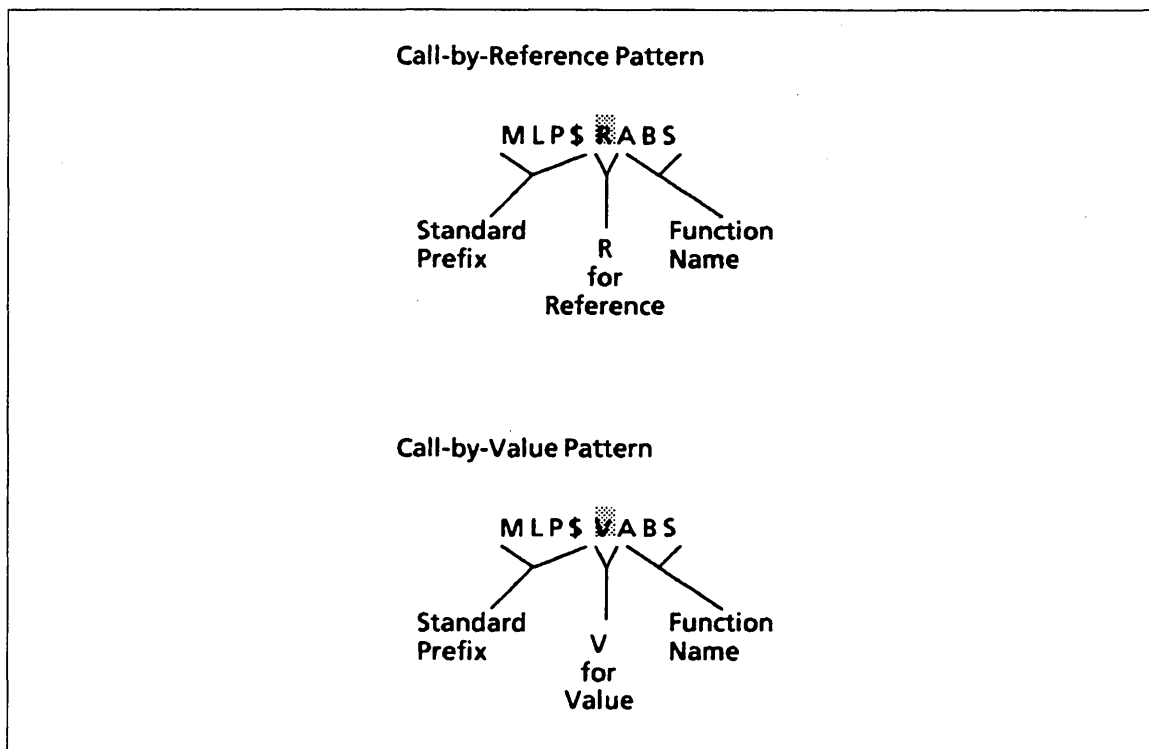 Call-by-Reference Pattern
MLP$ RABS
Standard Prefix
R for Reference
Function Name
Call-by-Value Pattern
MLP$ VABS
Standard Prefix
V for Value
Function Name